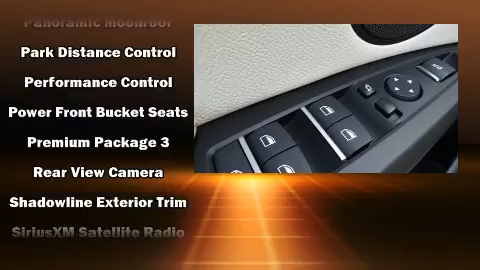 Panoramic Moonroof
Park Distance Control
Performance Control
Power Front Bucket Seats
Premium Package 3
Rear View Camera
Shadowline Exterior Trim
SiriusXM Satellite Radio